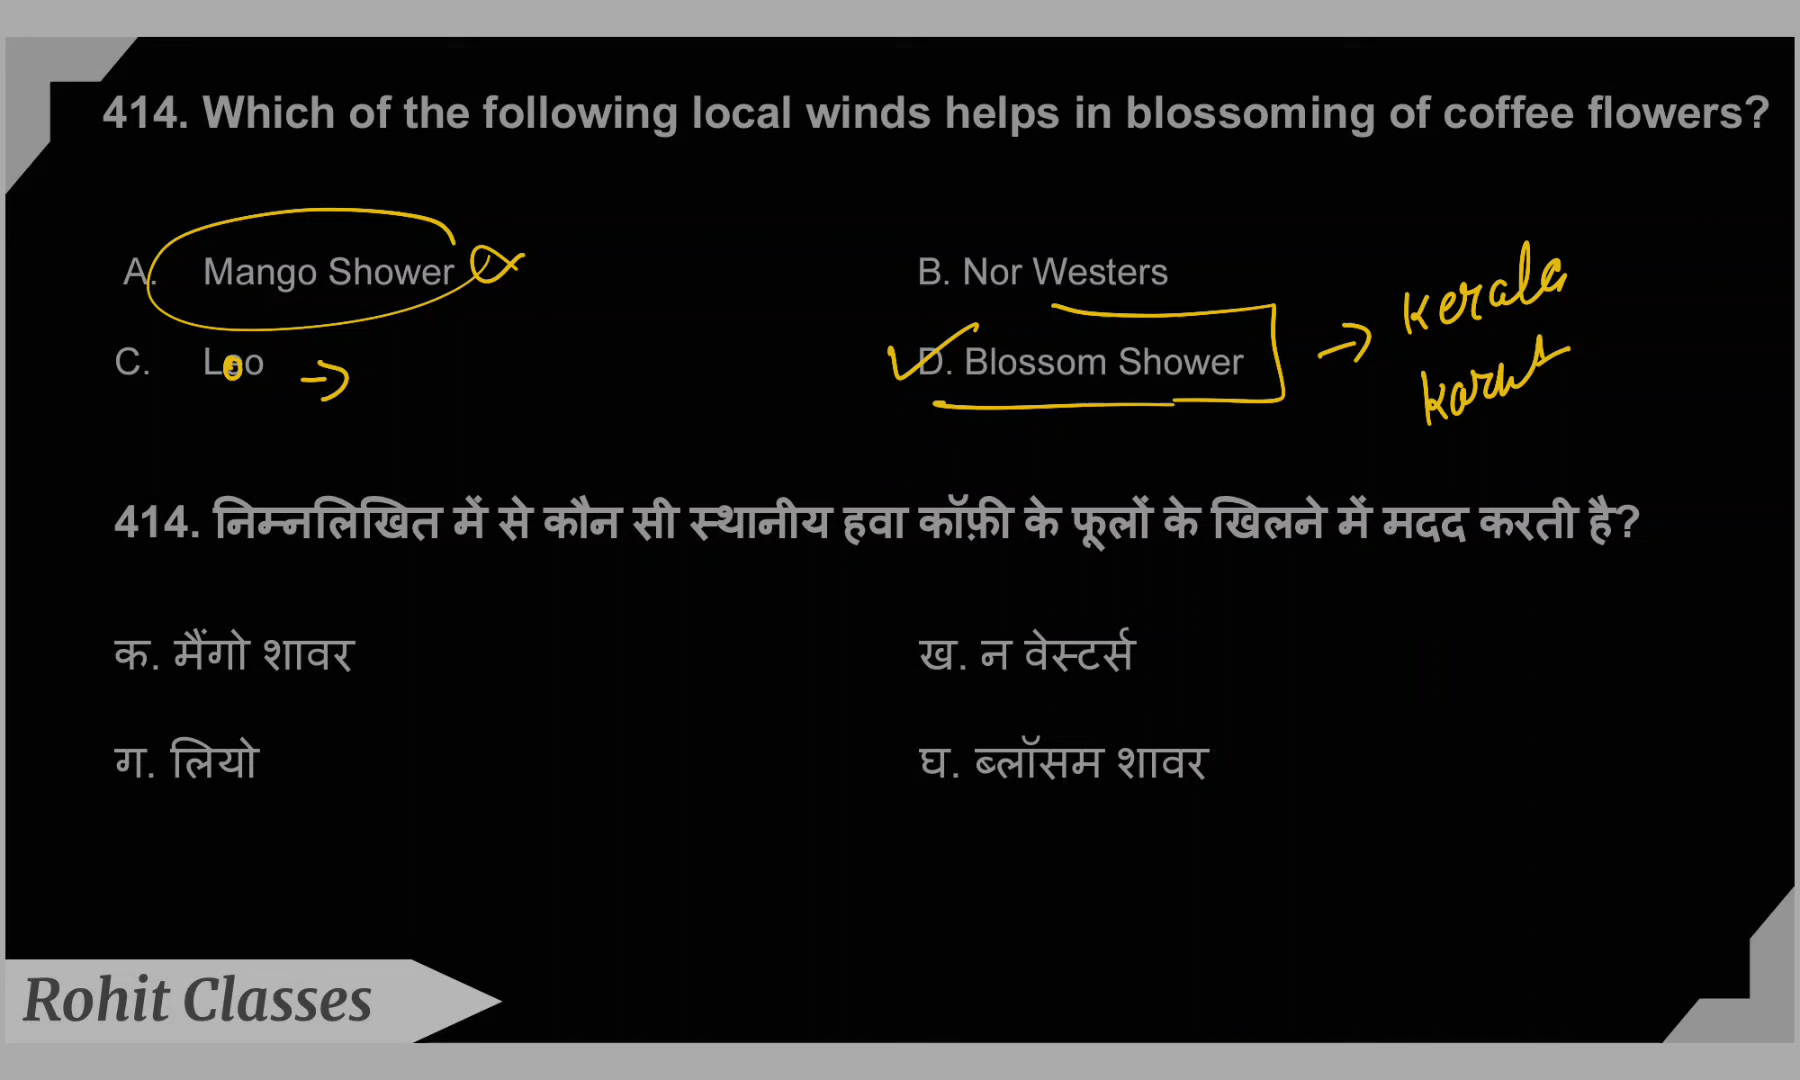 414. Which of the following local winds helps in blossoming of coffee flowers?
A. Mango Shower
B. Nor Westers
kerala
C. Loo
D. Blossom Shower
414. निम्नलिखित में से कौन सी स्थानीय हवा कॉफ़ी के फूलों के खिलने में मदद करती है?
क. मैंगो शावर
ख. न वेस्टर्स
ग. लियो
घ. ब्लॉसम शावर
Rohit Classes